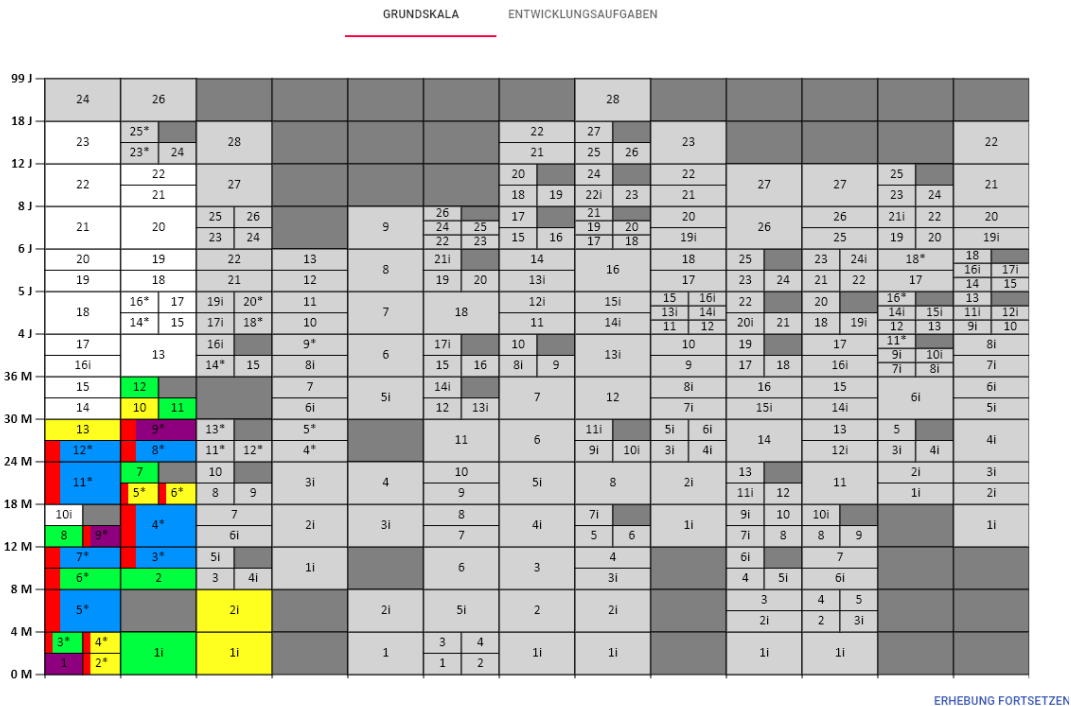 GRUNDSKALA ENTWICKLUNGSAUFGABEN
99 J
24 26 28
18 J
25* 22 27
23 28 23 22
23* 24 21 25 26
12 J
22 20 24 22 25
22 27 27 27 21
21 18 19 22i 23 21 23 24
8 J
25 26 26 17 21 20 26 21i 22 20
21 20 9 24 25 19 20 26
23 24 22 23 15 16 17 18 19i 25 19 20 19i
6 J
20 19 22 13 21i 14 18 25 23 24i 18* 18
8 16 16i 17i
19 18 21 12 19 20 13i 17 23 24 21 22 17 14 15
5 J
16* 17 19i 20* 11 12i 15i 15 16i 22 20 16* 13
18 7 18 13i 14i 14i 15i 11i 12i
14* 15 17i 18* 10 11 14i 11 12 20i 21 18 19i 12 13 9i 10
4 J
17 16i 9* 17i 10 10 19 17 11* 8i
13 6 13i 9i 10i
16i 14* 15 8i 15 16 8i 9 9 17 18 16i 7i 8i 7i
36 M
15 12 7 14i 8i 16 15 6i
5i 7 12 6i
14 10 11 6i 12 13i 7i 15i 14i 5i
30 M
13 9* 13* 5* 11i 5i 6i 13 5
11 6 14 4i
12* 8* 11* 12* 4* 9i 10i 3i 4i 12i 3i 4i
24 M
7 10 10 13 2i 3i
11* 3i 4 5i 8 2i 11
5* 6* 8 9 9 11i 12 1i 2i
18 M
10i 7 8 7i 9i 10 10i
4* 2i 3i 4i 1i 1i
8 9* 6i 7 5 6 7i 8 8 9
12 M
7* 3* 5i 4 6i 7
1i 6 3
6* 2 3 4i 3i 4 5i 6i
8 M
3 4 5
5* 2i 2i 5i 2 2i
2i 2 3i
4 M
3* 4* 3 4
1i 1i 1 1i 1i 1i 1i
1 2* 1 2
0 M
ERHEBUNG FORTSETZEN